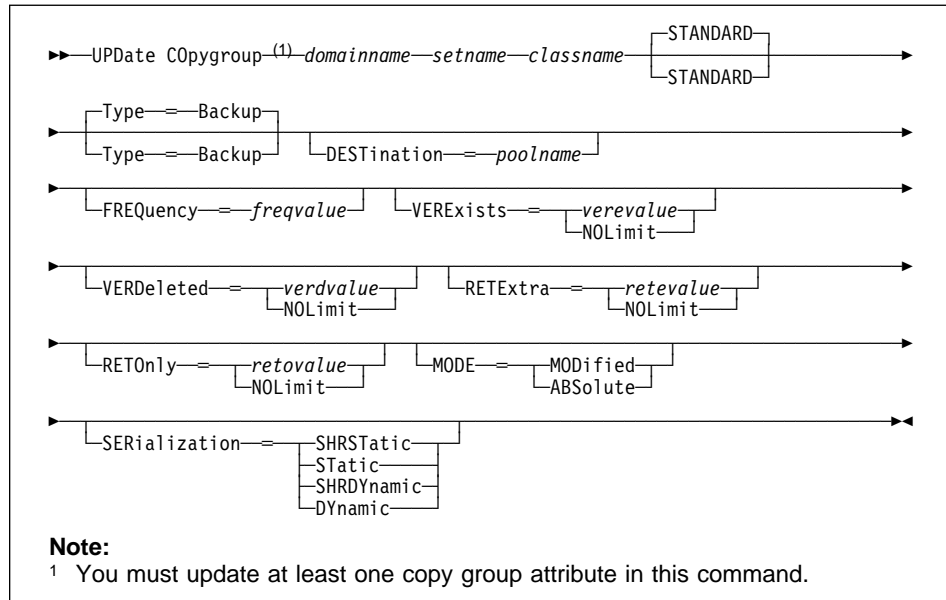 STANDARD
UPDate COpygroup (1) domainname setname classname
STANDARD
Type = Backup
Type = Backup
DESTination = poolname
FREQuency = freqvalue
VERExists = verevalue
NOLimit
VERDeleted = verdvalue
NOLimit
RETExtra = retevalue
NOLimit
RETOnly = retovalue
NOLimit
MODE = MODified
ABSolute
SERialization = SHRSTatic
STatic
SHRDYnamic
DYnamic
Note:
1 You must update at least one copy group attribute in this command.